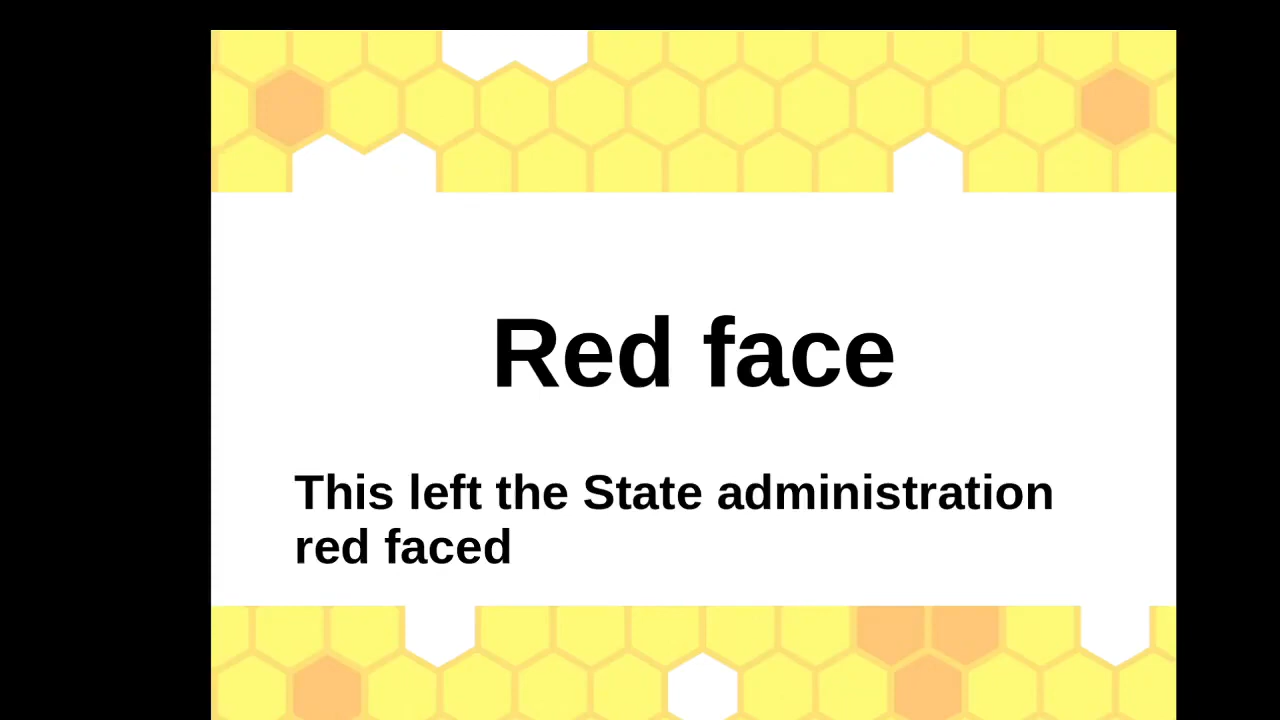 Red face
This left the State administration
red faced